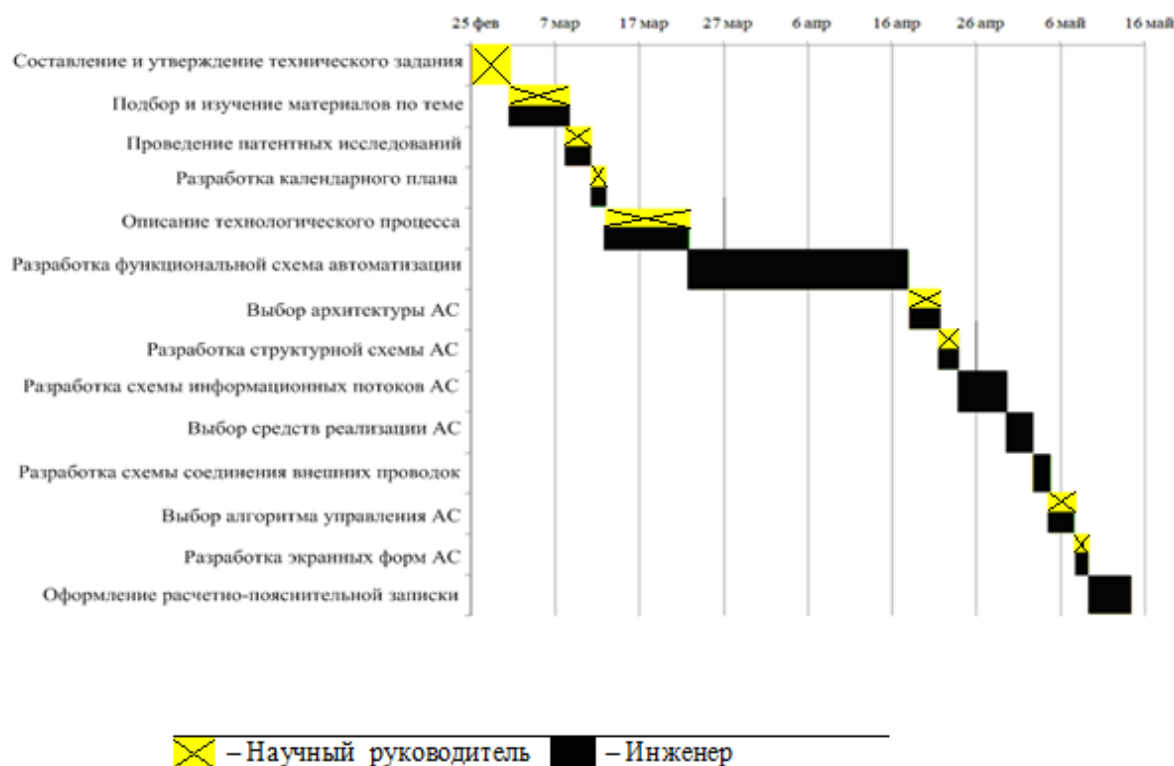 25 фев 7 мар 17 мар 27 мар 6 апр 16 апр 26 апр 6 май 16 май
Составление и утверждение технического задания
Подбор и изучение материалов по теме
Проведение патентных исследований
Разработка календарного плана
Описание технологического процесса
Разработка функциональной схема автоматизации
Выбор архитектуры АС
Разработка структурной схемы АС
Разработка схемы информационных потоков АС
Выбор средств реализации АС
Разработка схемы соединения внешних проводок
Выбор алгоритма управления АС
Разработка экранных форм АС
Оформление расчетно-пояснительной записки
– Научный руководитель – Инженер